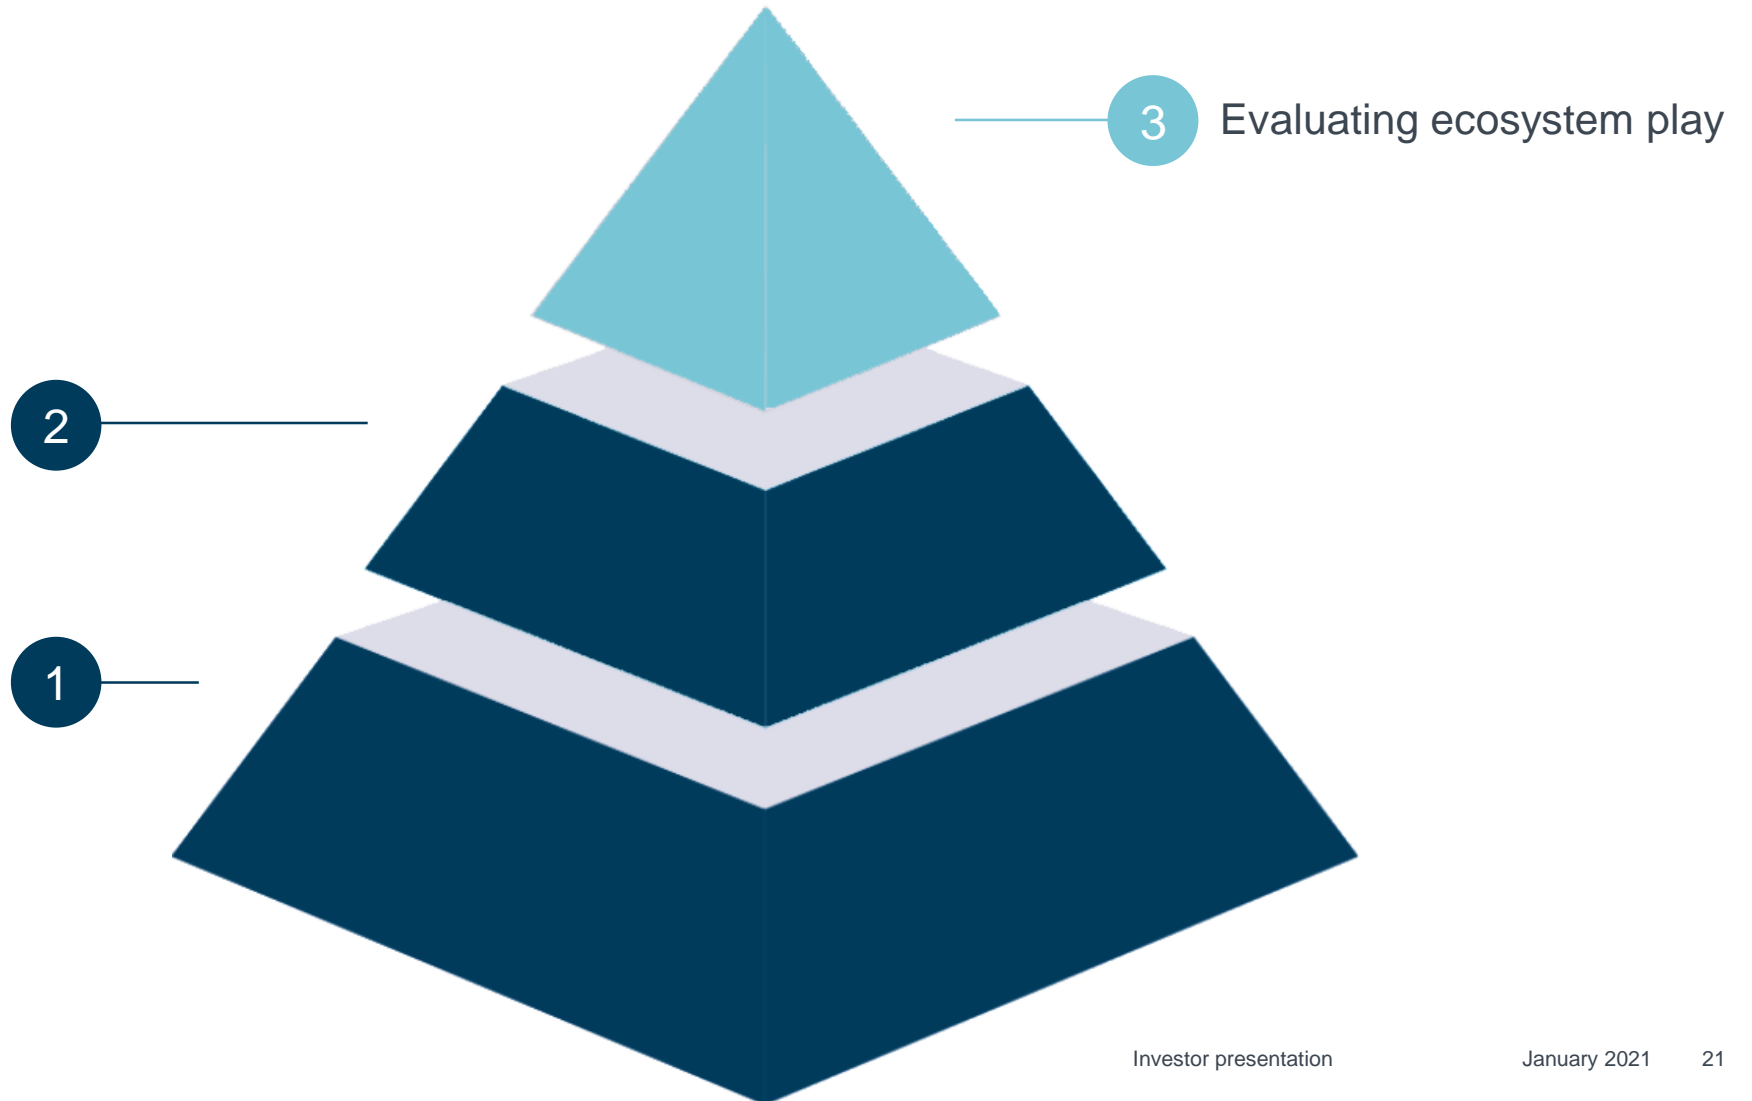 3 Evaluating ecosystem play
2
1
Investor presentation January 2021 21